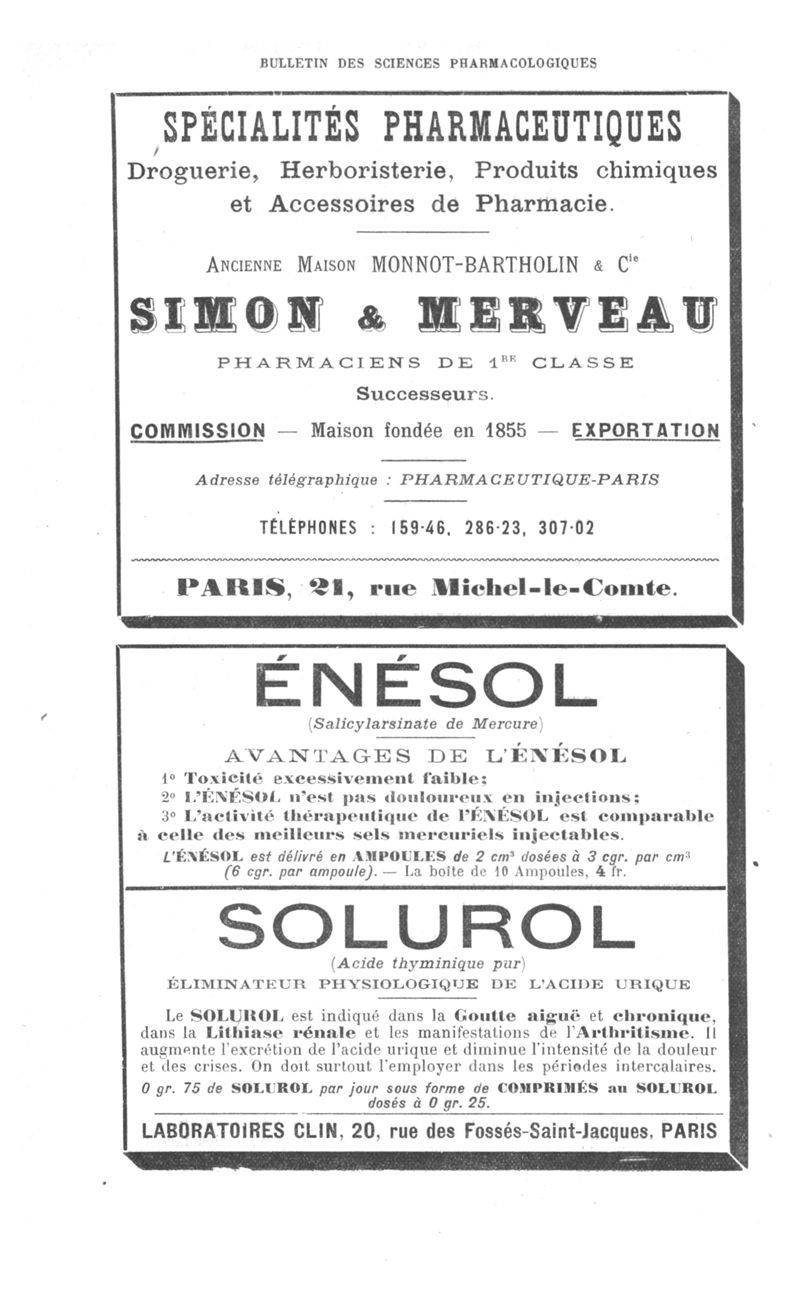 BULLETIN DES SCIENCES PHARMACOLOGIQUES
SPÉCIALITÉS PHARMACEUTIQUES
Droguerie, Herboristerie, Produits chimiques
et Accessoires de Pharmacie.
ANCIENNE MAISON MONNOT-BARTHOLIN & Cie
SIMON & MERVEAU
PHARMACIENS DE 1RE CLASSE
Successeurs.
COMMISSION — Maison fondée en 1855 — EXPORTATION
Adresse télégraphique : PHARMACEUTIQUE-PARIS
TÉLÉPHONES : 159-46, 286-23, 307-02
PARIS, 21, rue Michel-le-Comte.
ÉNÉSOL
(Salicylarsinate de Mercure)
AVANTAGES DE L'ÉNÉSOL
1º Toxicité excessivement faible;
2º L'ÉNÉSOL n'est pas douloureux en injections;
3º L'activité thérapeutique de l'ÉNÉSOL est comparable
à celle des meilleurs sels mercuriels injectables.
L'ÉNÉSOL est délivré en AMPOULES de 2 cm³ dosées à 3 cgr. par cm³
(6 cgr. par ampoule). — La boîte de 10 Ampoules, 4 fr.
SOLUROL
(Acide thyminique pur)
ÉLIMINATEUR PHYSIOLOGIQUE DE L'ACIDE URIQUE
Le SOLUROL est indiqué dans la Goutte aiguë et chronique,
dans la Lithiase rénale et les manifestations de l'Arthritisme. Il
augmente l'excrétion de l'acide urique et diminue l'intensité de la douleur
et des crises. On doit surtout l'employer dans les périodes intercalaires.
0 gr. 75 de SOLUROL par jour sous forme de COMPRIMÉS au SOLUROL
dosés à 0 gr. 25.
LABORATOIRES CLIN, 20, rue des Fossés-Saint-Jacques, PARIS